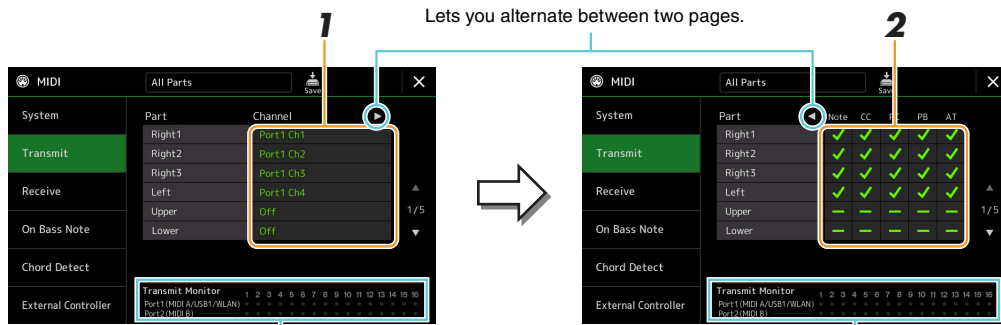 1
Lets you alternate between two pages.
2
MIDI
All Parts
Save
×
System
Transmit
Receive
On Bass Note
Chord Detect
External Controller
Part Channel ▶
Right1 Port1 Ch1
Right2 Port1 Ch2
Right3 Port1 Ch3
Left Port1 Ch4
Upper Off
Lower Off
▲
1/5
▼
Transmit Monitor 1 2 3 4 5 6 7 8 9 10 11 12 13 14 15 16
Port1 (MIDI A/USB1/WLAN)
Port2 (MIDI B)
MIDI
All Parts
Save
×
System
Transmit
Receive
On Bass Note
Chord Detect
External Controller
Part ◀ Note CC PC PB AT
Right1 ✓ ✓ ✓ ✓ ✓
Right2 ✓ ✓ ✓ ✓ ✓
Right3 ✓ ✓ ✓ ✓ ✓
Left ✓ ✓ ✓ ✓ ✓
Upper – – – – –
Lower – – – – –
▲
1/5
▼
Transmit Monitor 1 2 3 4 5 6 7 8 9 10 11 12 13 14 15 16
Port1 (MIDI A/USB1/WLAN)
Port2 (MIDI B)